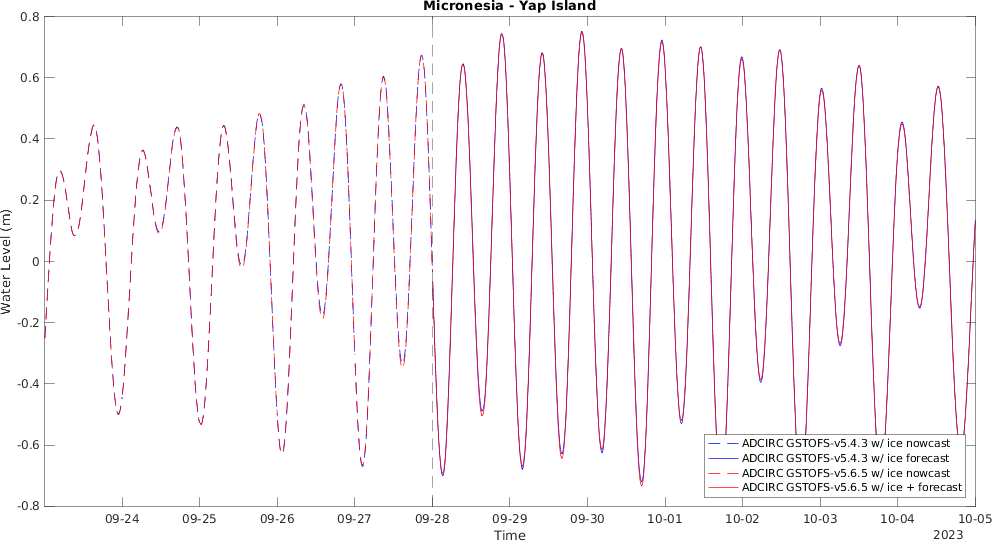 Micronesia - Yap Island
0.8
0.6
0.4
0.2
0
-0.2
-0.4
-0.6
-0.8
Water Level (m)
ADCIRC GSTOFS-v5.4.3 w/ ice nowcast
ADCIRC GSTOFS-v5.4.3 w/ ice forecast
ADCIRC GSTOFS-v5.6.5 w/ ice nowcast
ADCIRC GSTOFS-v5.6.5 w/ ice + forecast
09-24 09-25 09-26 09-27 09-28 09-29 09-30 10-01 10-02 10-03 10-04 10-05
Time
2023